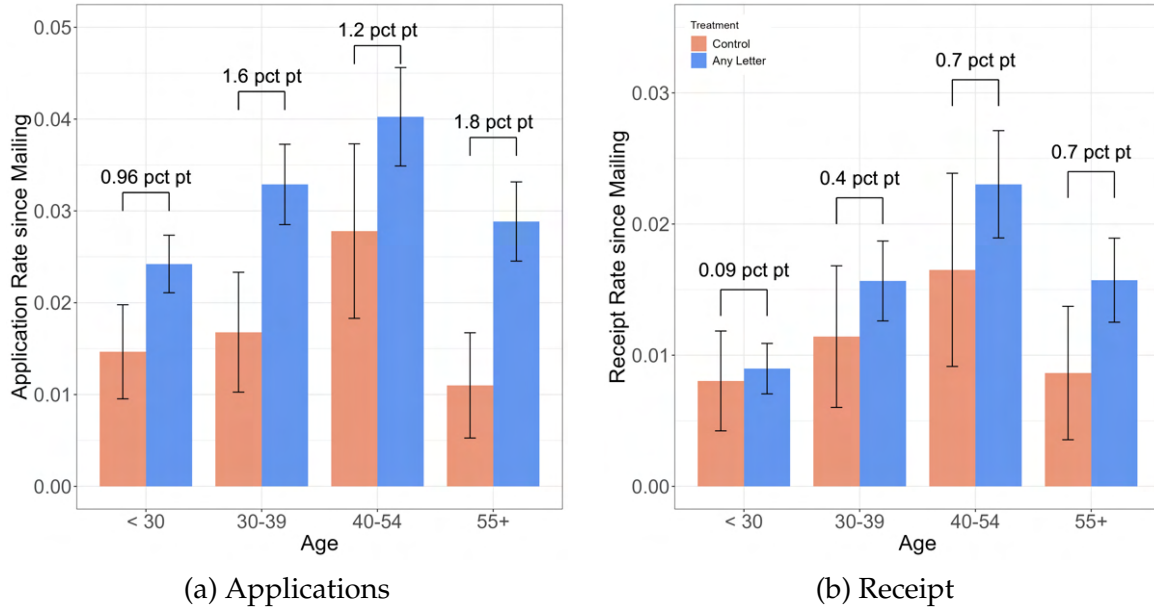 Application Rate since Mailing
0.05
0.04
0.03
0.02
0.01
0.00
0.96 pct pt
1.6 pct pt
1.2 pct pt
1.8 pct pt
< 30
30-39
40-54
55+
Age
(a) Applications
Receipt Rate since Mailing
0.03
0.02
0.01
0.00
Treatment
Control
Any Letter
0.09 pct pt
0.4 pct pt
0.7 pct pt
0.7 pct pt
< 30
30-39
40-54
55+
Age
(b) Receipt